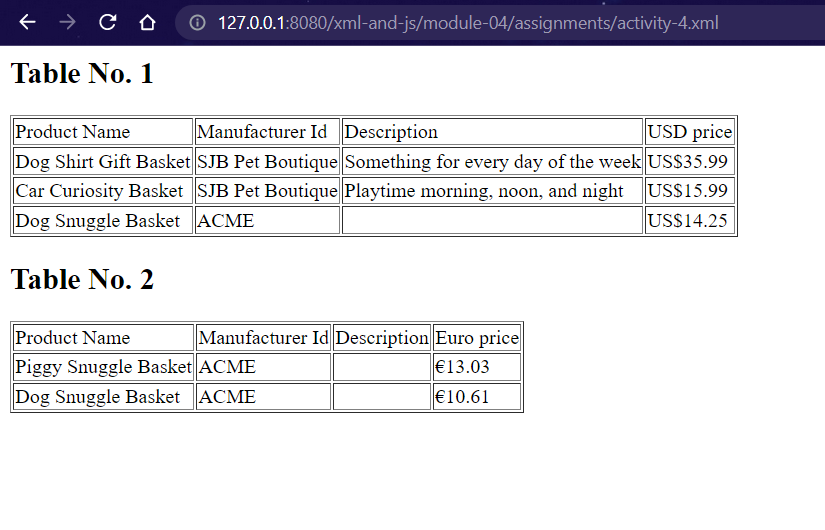 127.0.0.1:8080/xml-and-js/module-04/assignments/activity-4.xml
Table No. 1
Product Name Manufacturer Id Description USD price
Dog Shirt Gift Basket SJB Pet Boutique Something for every day of the week US$35.99
Car Curiosity Basket SJB Pet Boutique Playtime morning, noon, and night US$15.99
Dog Snuggle Basket ACME US$14.25
Table No. 2
Product Name Manufacturer Id Description Euro price
Piggy Snuggle Basket ACME €13.03
Dog Snuggle Basket ACME €10.61